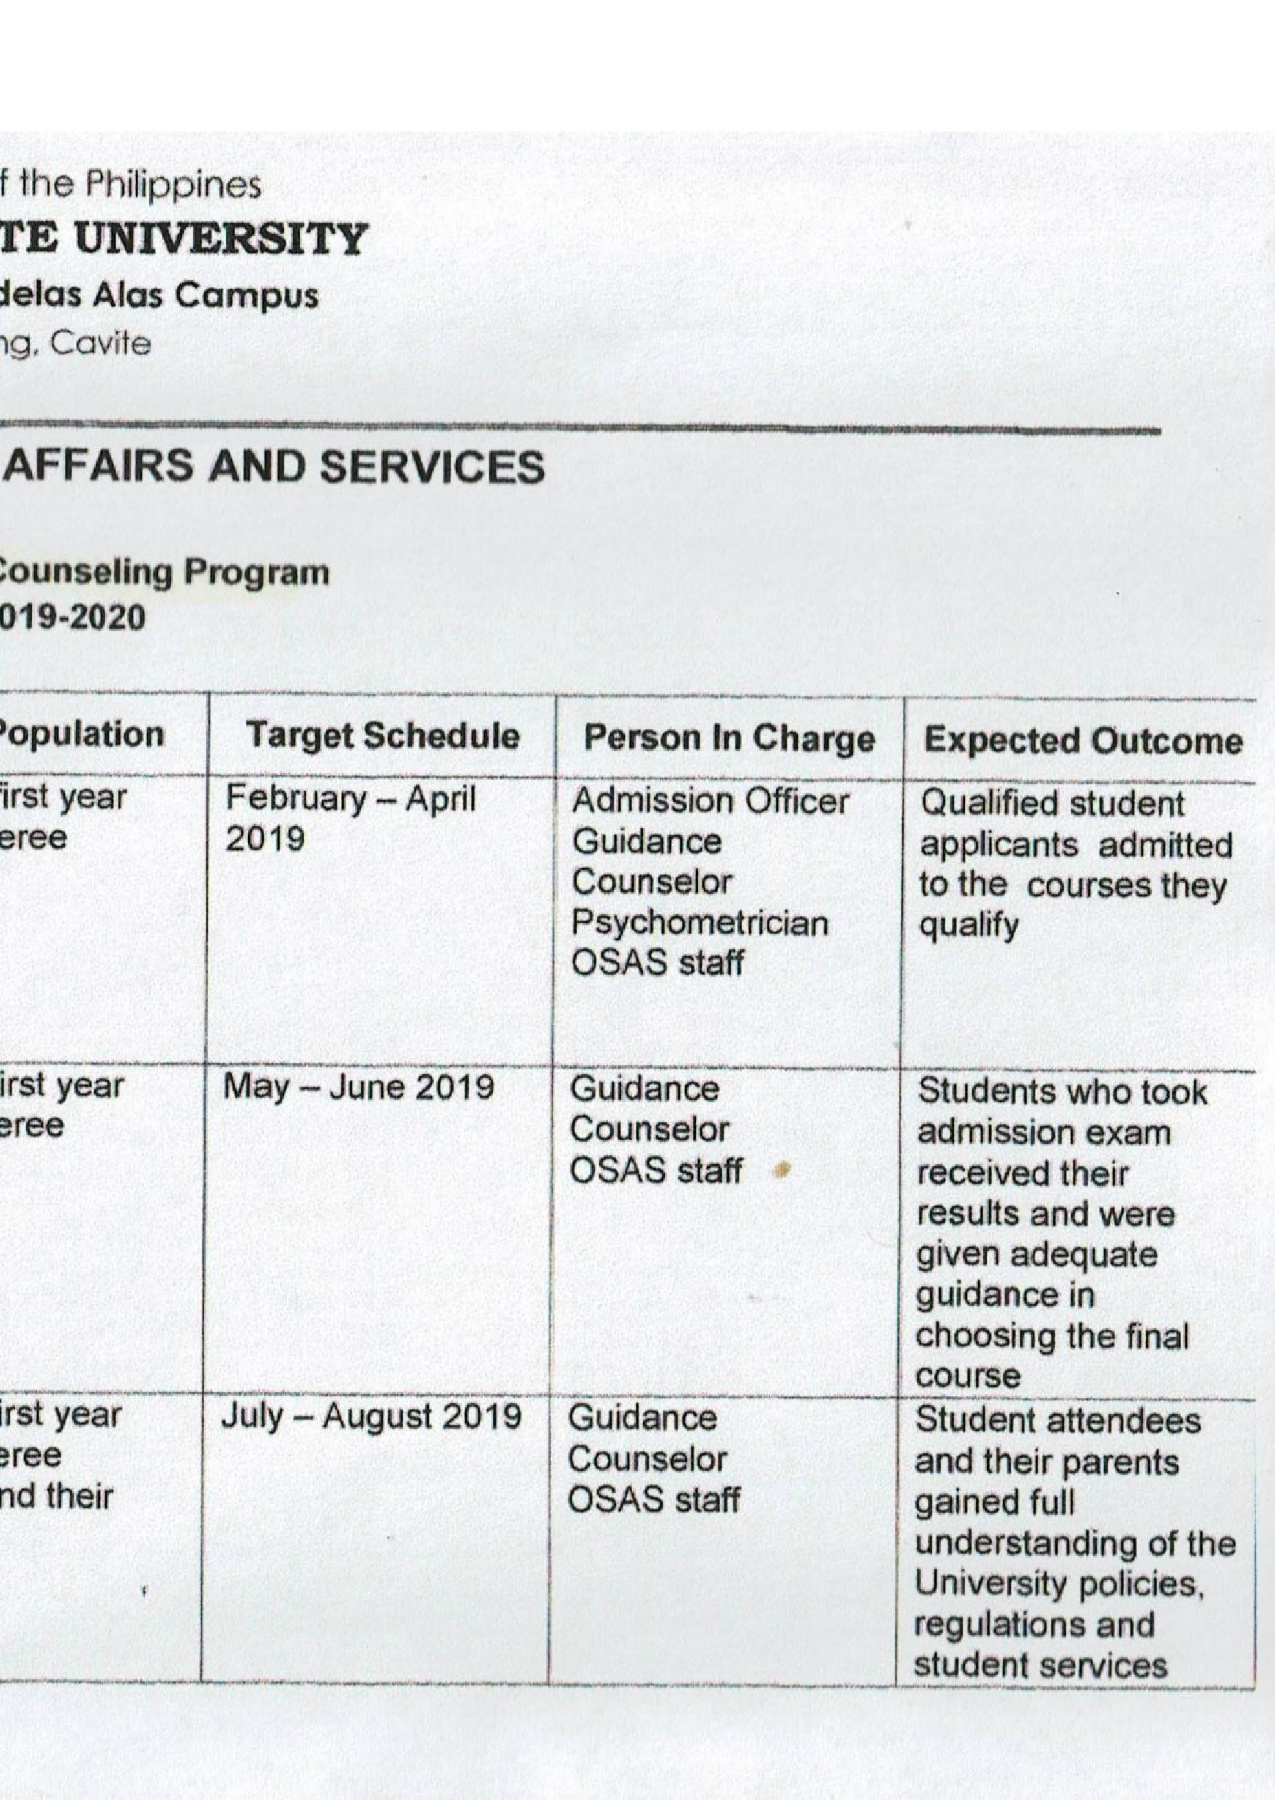 f the Philippines
TE UNIVERSITY
delas Alas Campus
ng, Cavite
AFFAIRS AND SERVICES
Counseling Program
019-2020
Population
Target Schedule
Person In Charge
Expected Outcome
first year
eree
February – April
2019
Admission Officer
Guidance
Counselor
Psychometrician
OSAS staff
Qualified student
applicants admitted
to the courses they
qualify
irst year
eree
May – June 2019
Guidance
Counselor
OSAS staff
Students who took
admission exam
received their
results and were
given adequate
guidance in
choosing the final
course
irst year
eree
nd their
July – August 2019
Guidance
Counselor
OSAS staff
Student attendees
and their parents
gained full
understanding of the
University policies,
regulations and
student services